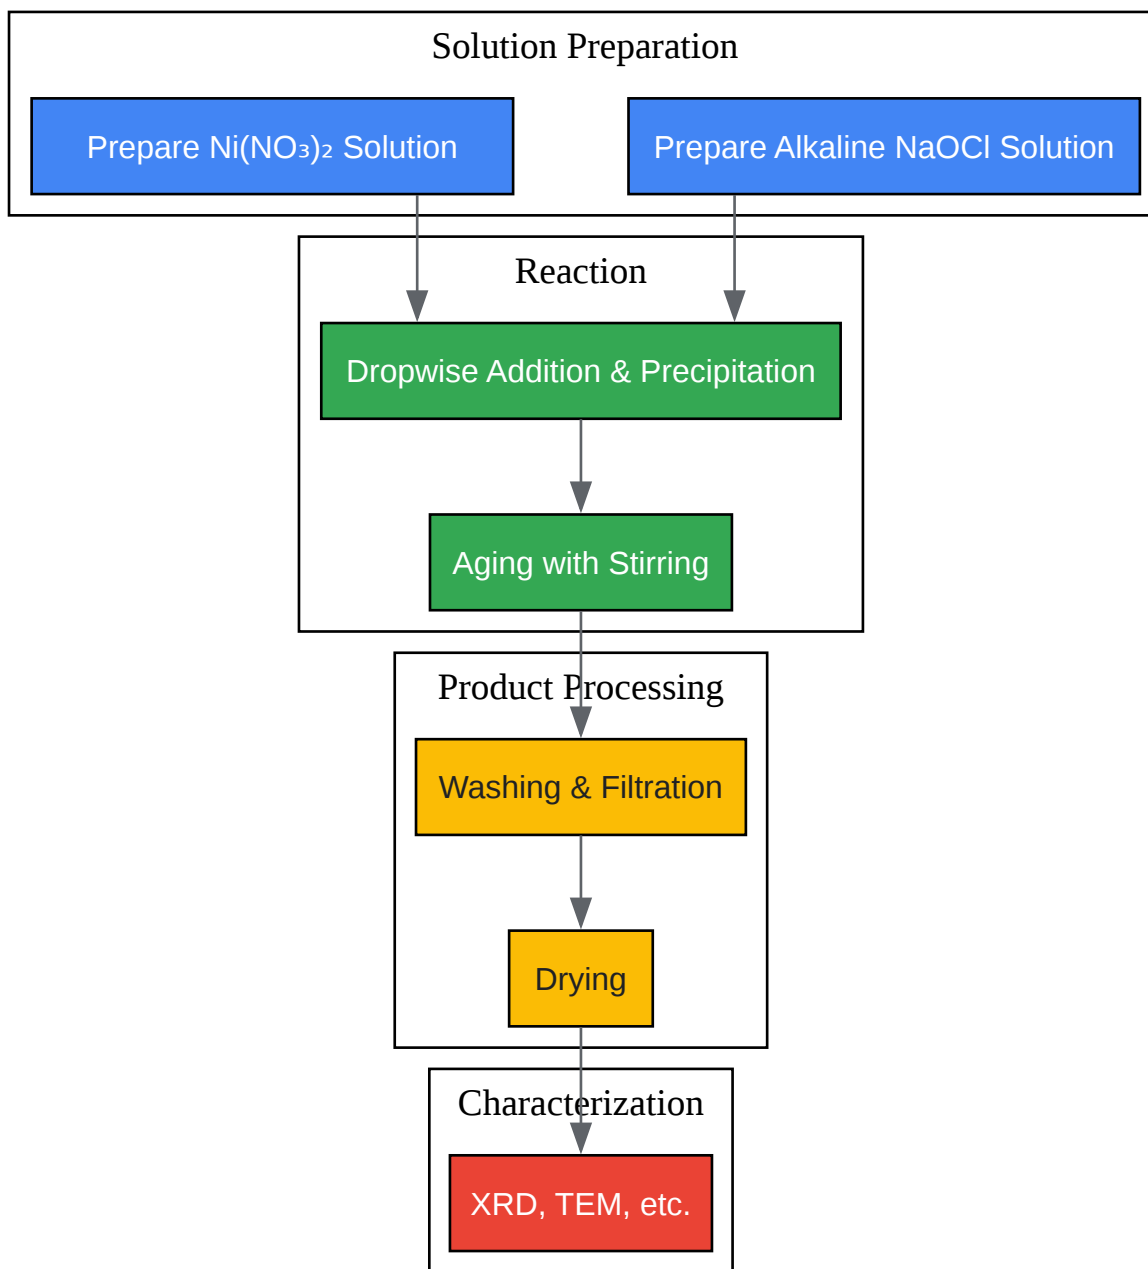 Solution Preparation
Prepare Ni(NO₃)₂ Solution
Prepare Alkaline NaOCl Solution
Reaction
Dropwise Addition & Precipitation
Aging with Stirring
Product Processing
Washing & Filtration
Drying
Characterization
XRD, TEM, etc.